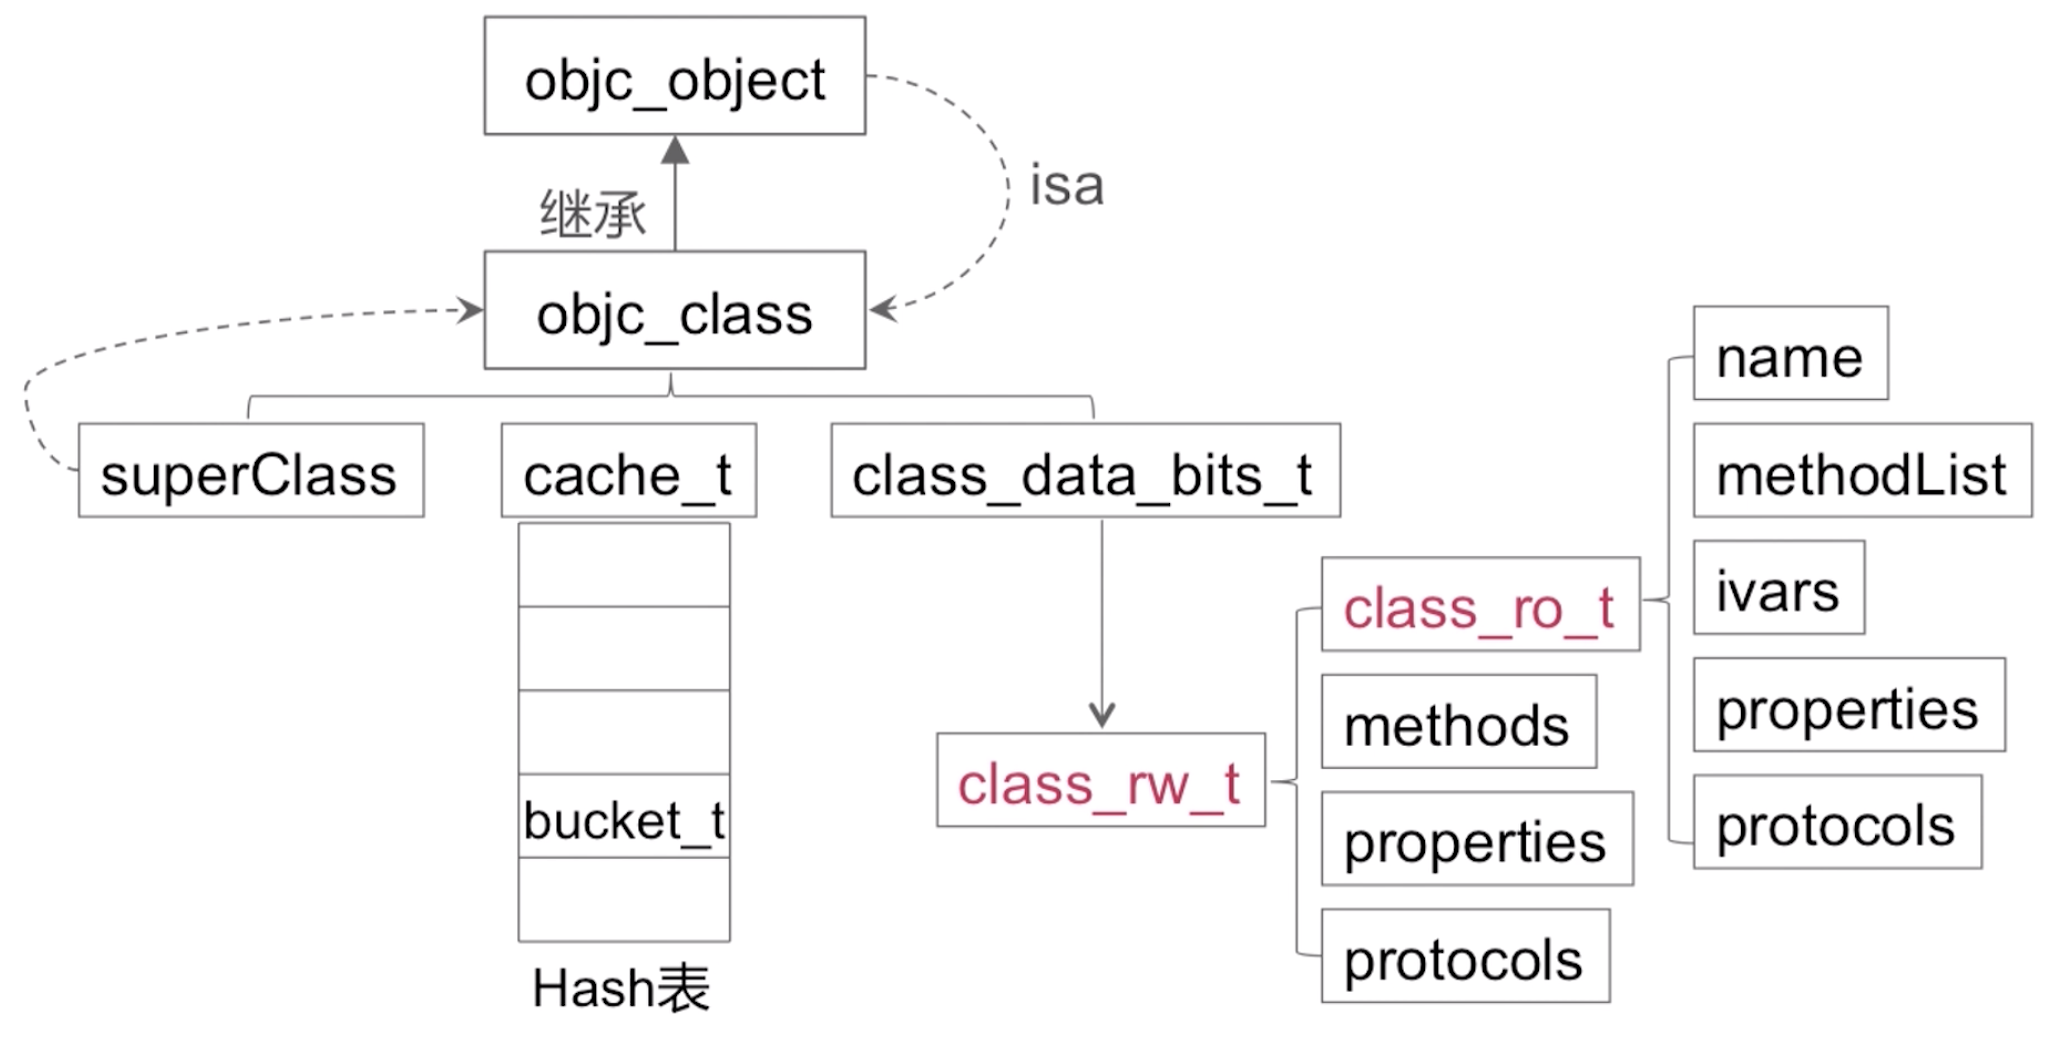 objc_object
isa
继承
objc_class
superClass
cache_t
class_data_bits_t
bucket_t
Hash表
class_rw_t
class_ro_t
methods
properties
protocols
name
methodList
ivars
properties
protocols